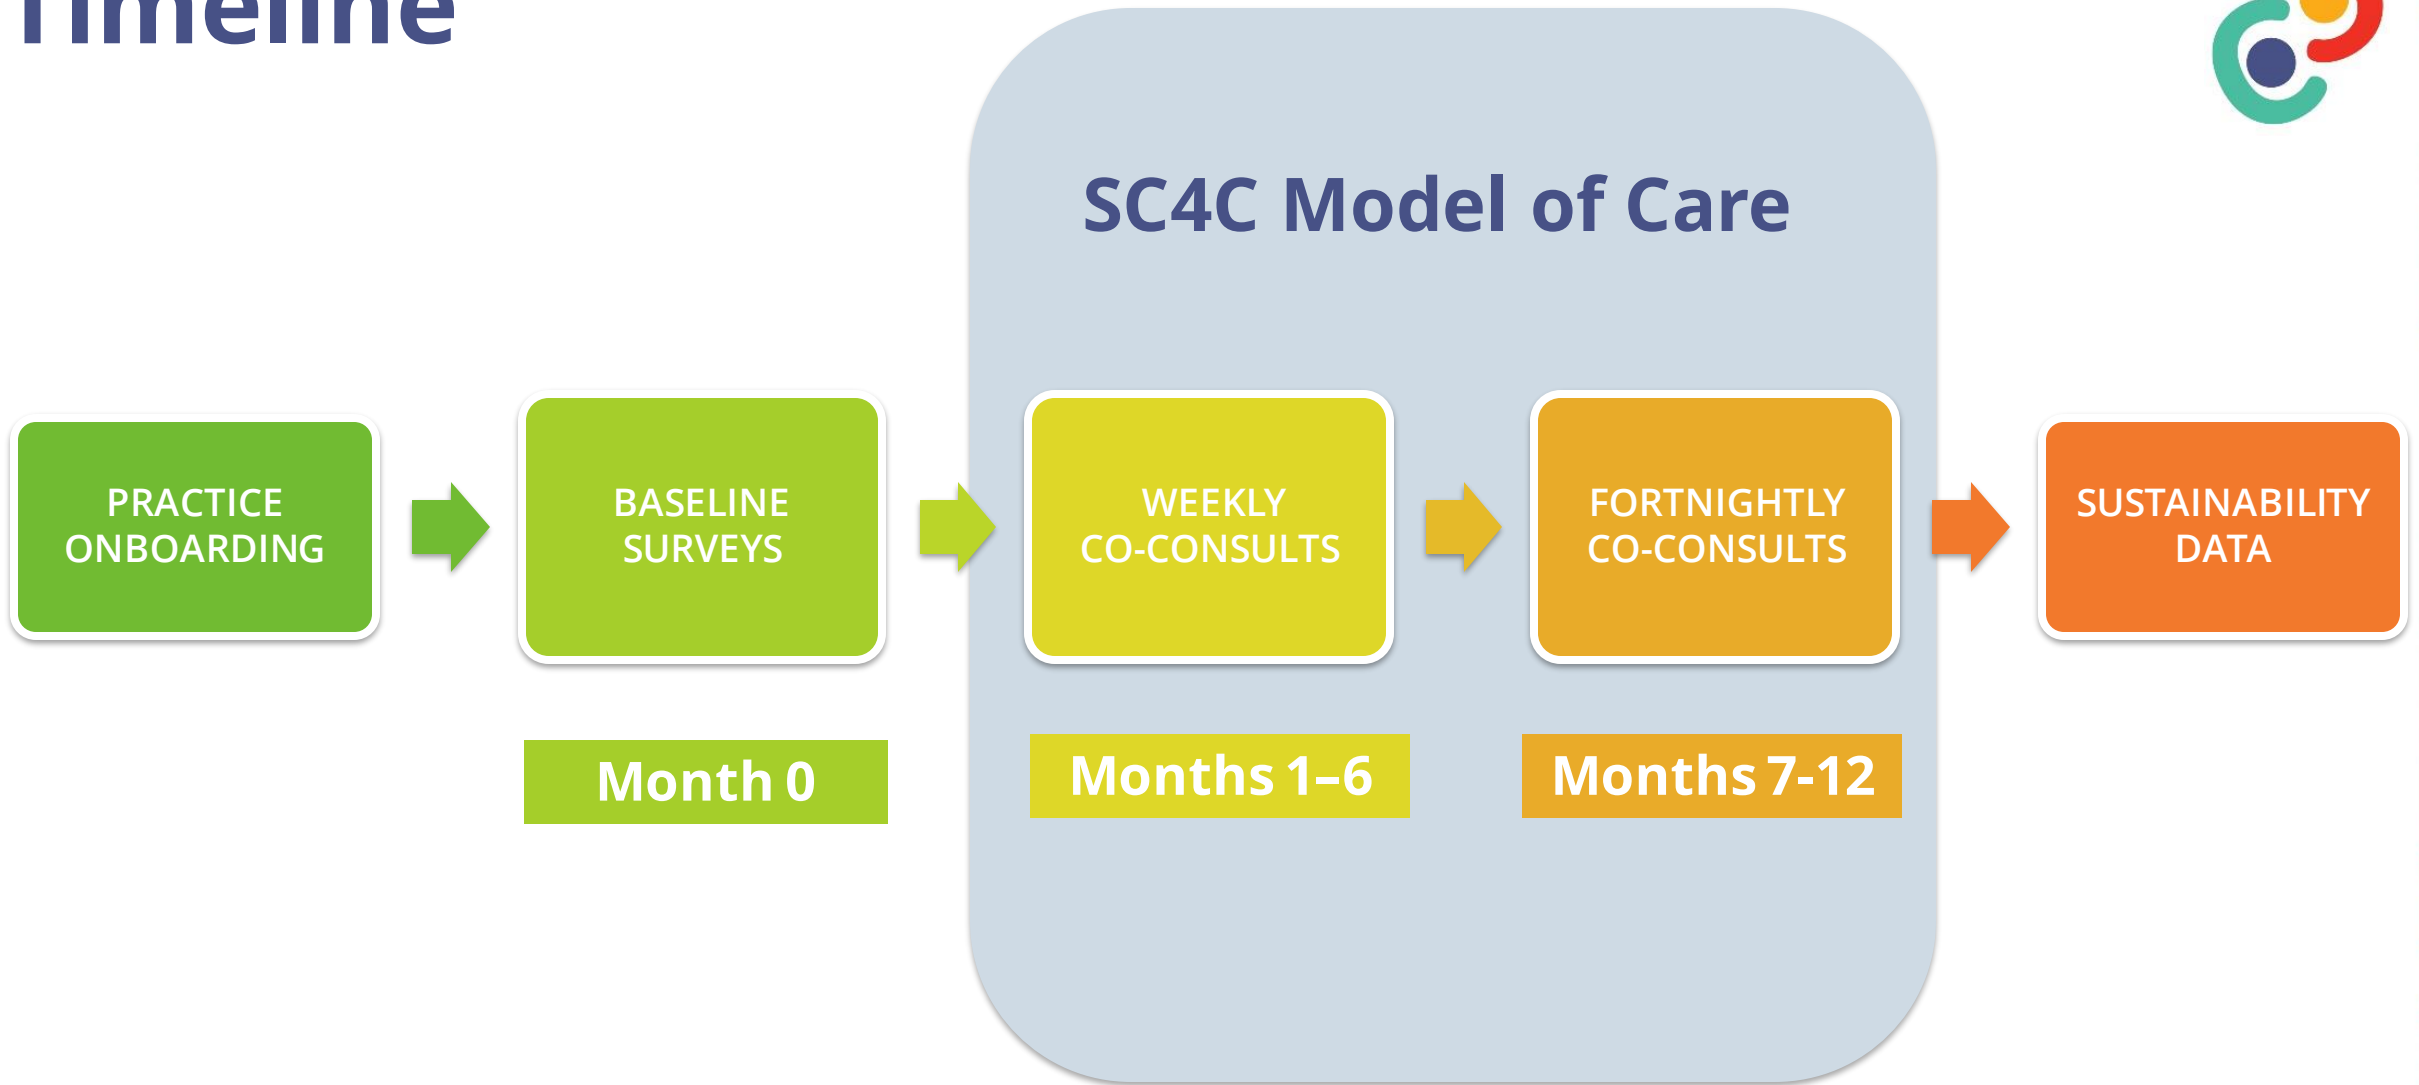 Timeline
SC4C Model of Care
PRACTICE
ONBOARDING
BASELINE
SURVEYS
WEEKLY
CO-CONSULTS
FORTNIGHTLY
CO-CONSULTS
SUSTAINABILITY
DATA
Month 0
Months 1–6
Months 7-12